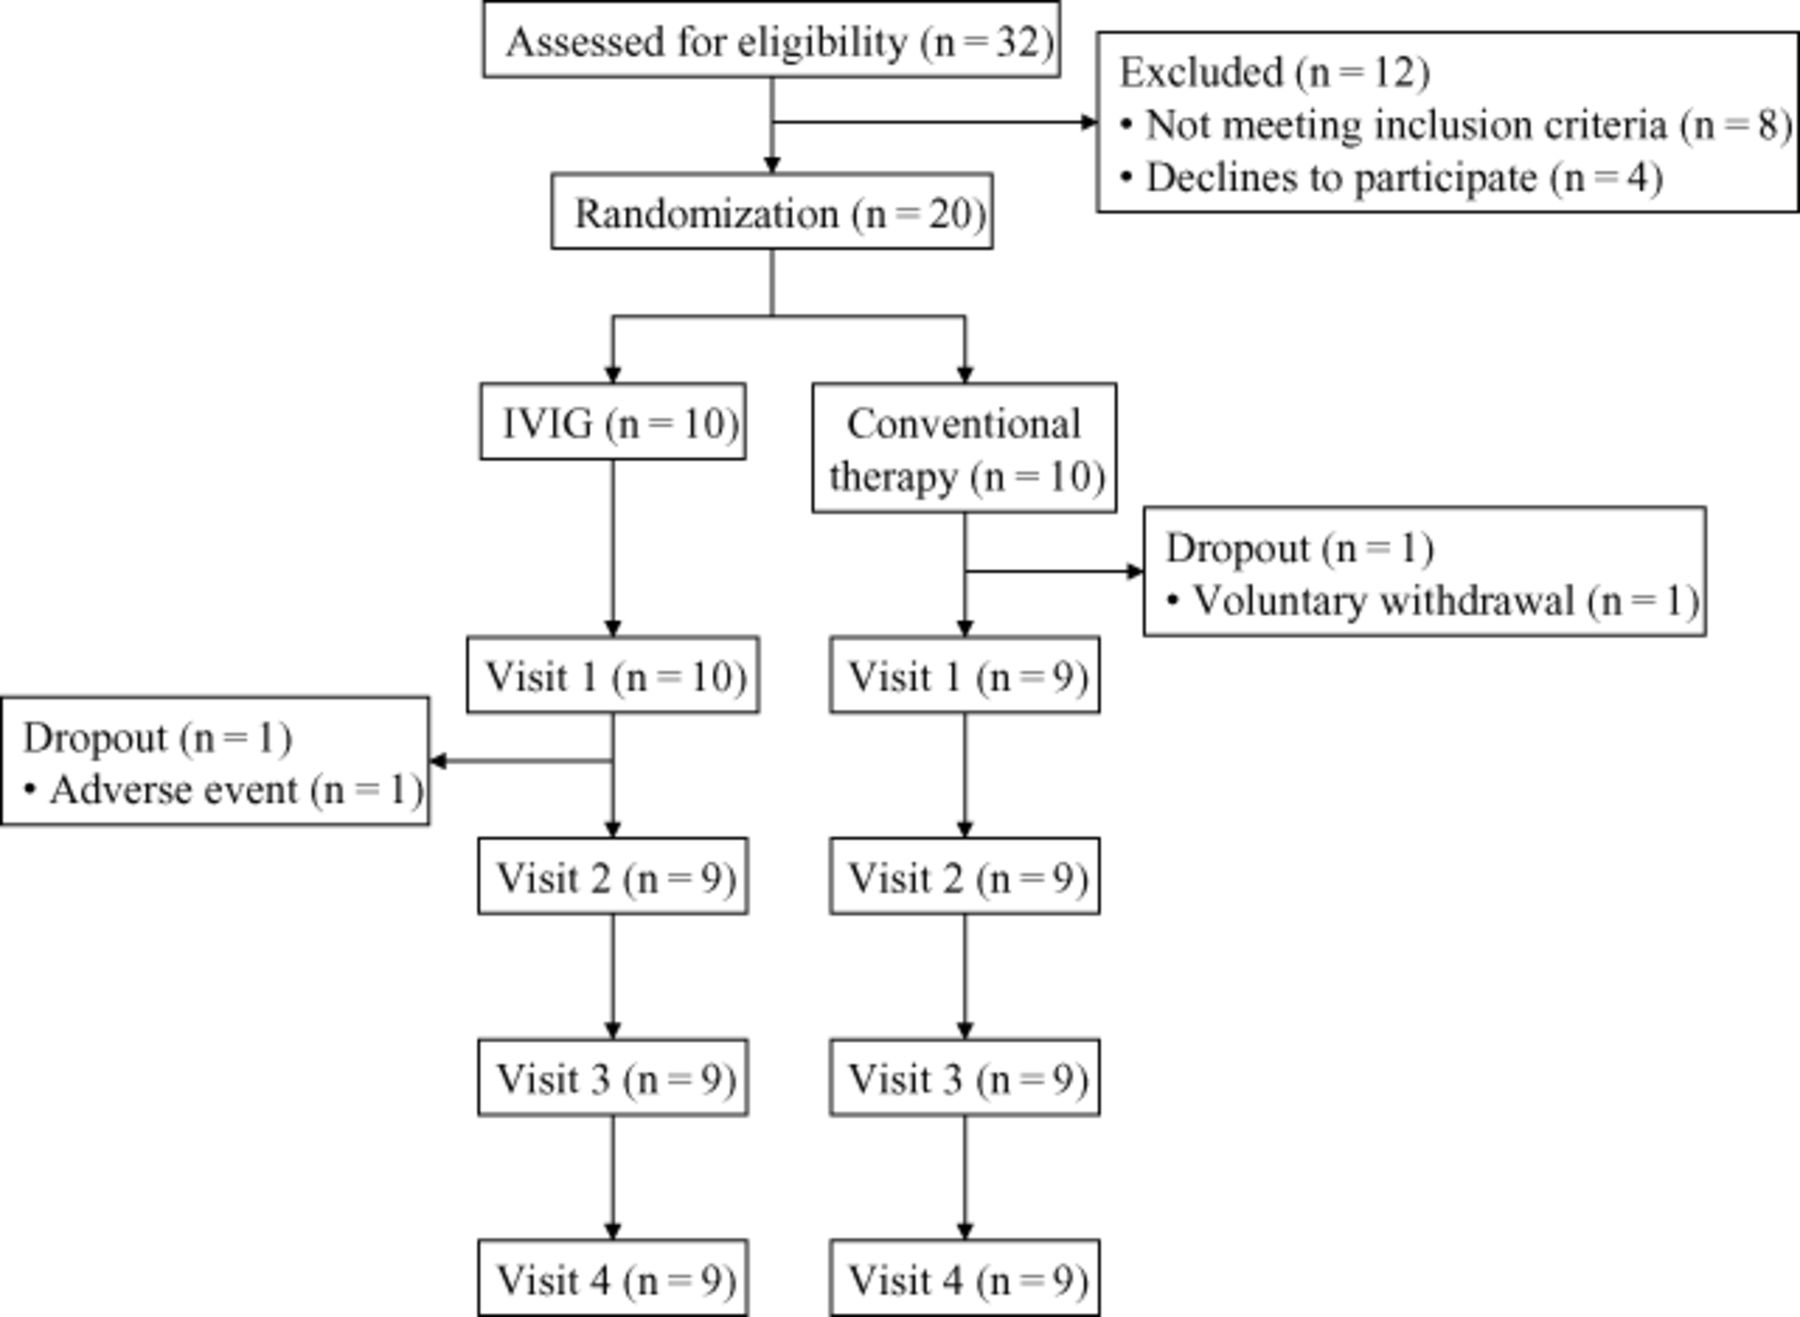 Assessed for eligibility (n = 32)
Excluded (n = 12)
• Not meeting inclusion criteria (n = 8)
• Declines to participate (n = 4)
Randomization (n = 20)
IVIG (n = 10)
Conventional
therapy (n = 10)
Dropout (n = 1)
• Voluntary withdrawal (n = 1)
Visit 1 (n = 10)
Visit 1 (n = 9)
Dropout (n = 1)
• Adverse event (n = 1)
Visit 2 (n = 9)
Visit 2 (n = 9)
Visit 3 (n = 9)
Visit 3 (n = 9)
Visit 4 (n = 9)
Visit 4 (n = 9)